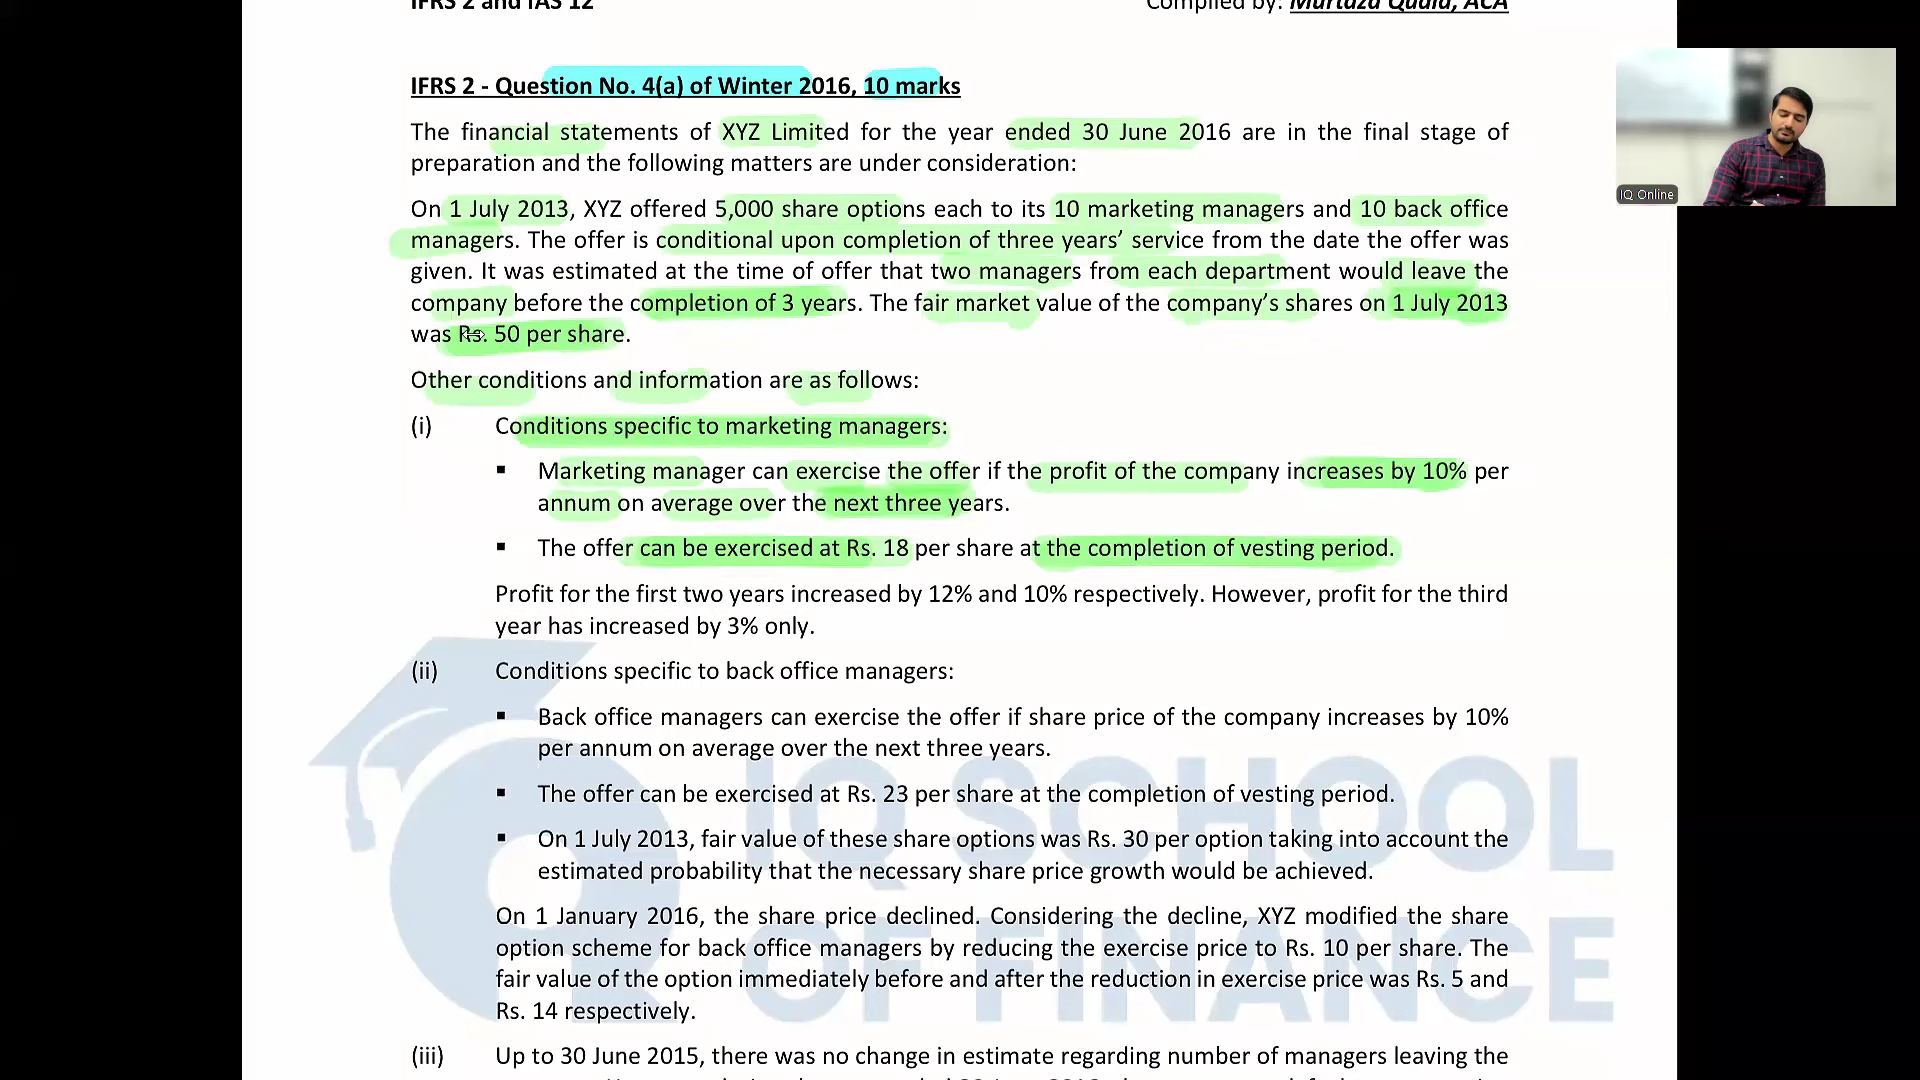 IFRS 2 and IAS 12
Compiled by: Murtaza Quaid, ACA
IFRS 2 - Question No. 4(a) of Winter 2016, 10 marks
The financial statements of XYZ Limited for the year ended 30 June 2016 are in the final stage of
preparation and the following matters are under consideration:
On 1 July 2013, XYZ offered 5,000 share options each to its 10 marketing managers and 10 back office
managers. The offer is conditional upon completion of three years’ service from the date the offer was
given. It was estimated at the time of offer that two managers from each department would leave the
company before the completion of 3 years. The fair market value of the company’s shares on 1 July 2013
was Rs. 50 per share.
Other conditions and information are as follows:
(i) Conditions specific to marketing managers:
▪ Marketing manager can exercise the offer if the profit of the company increases by 10% per
annum on average over the next three years.
▪ The offer can be exercised at Rs. 18 per share at the completion of vesting period.
Profit for the first two years increased by 12% and 10% respectively. However, profit for the third
year has increased by 3% only.
(ii) Conditions specific to back office managers:
▪ Back office managers can exercise the offer if share price of the company increases by 10%
per annum on average over the next three years.
▪ The offer can be exercised at Rs. 23 per share at the completion of vesting period.
▪ On 1 July 2013, fair value of these share options was Rs. 30 per option taking into account the
estimated probability that the necessary share price growth would be achieved.
On 1 January 2016, the share price declined. Considering the decline, XYZ modified the share
option scheme for back office managers by reducing the exercise price to Rs. 10 per share. The
fair value of the option immediately before and after the reduction in exercise price was Rs. 5 and
Rs. 14 respectively.
(iii) Up to 30 June 2015, there was no change in estimate regarding number of managers leaving the
IQ SCHOOL
OF FINANCE
IQ Online